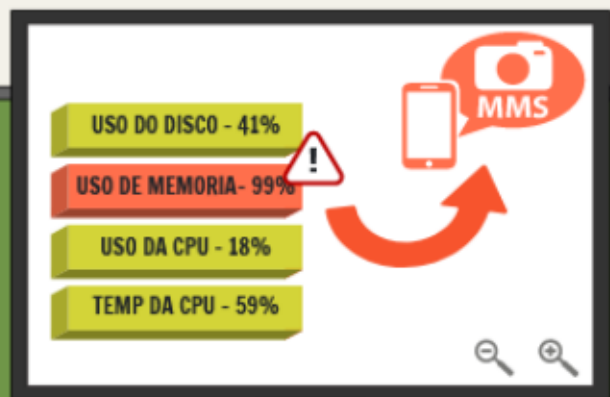 USO DO DISCO - 41%
USO DE MEMORIA- 99%
USO DA CPU - 18%
TEMP DA CPU - 59%
!
MMS